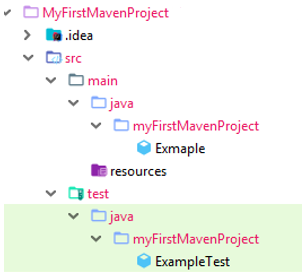 MyFirstMavenProject
.idea
src
main
java
myFirstMavenProject
Exmaple
resources
test
java
myFirstMavenProject
ExampleTest